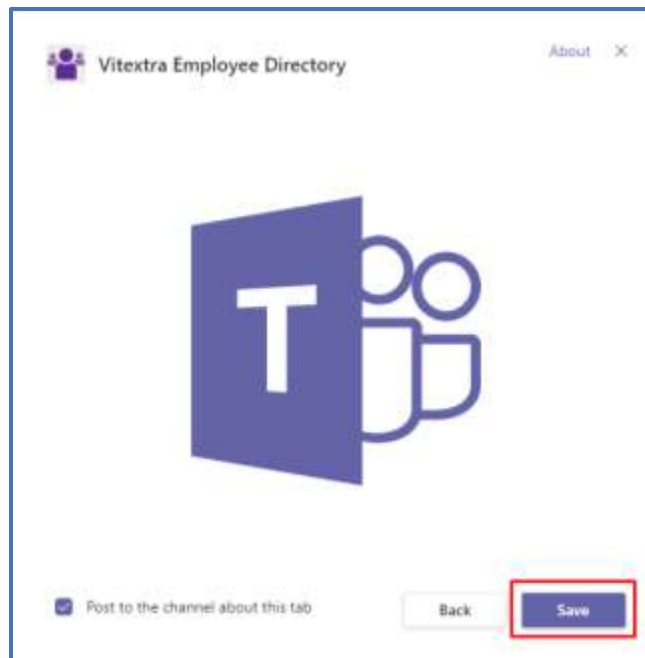 Vitextra Employee Directory
About
T
Post to the channel about this tab
Back
Save